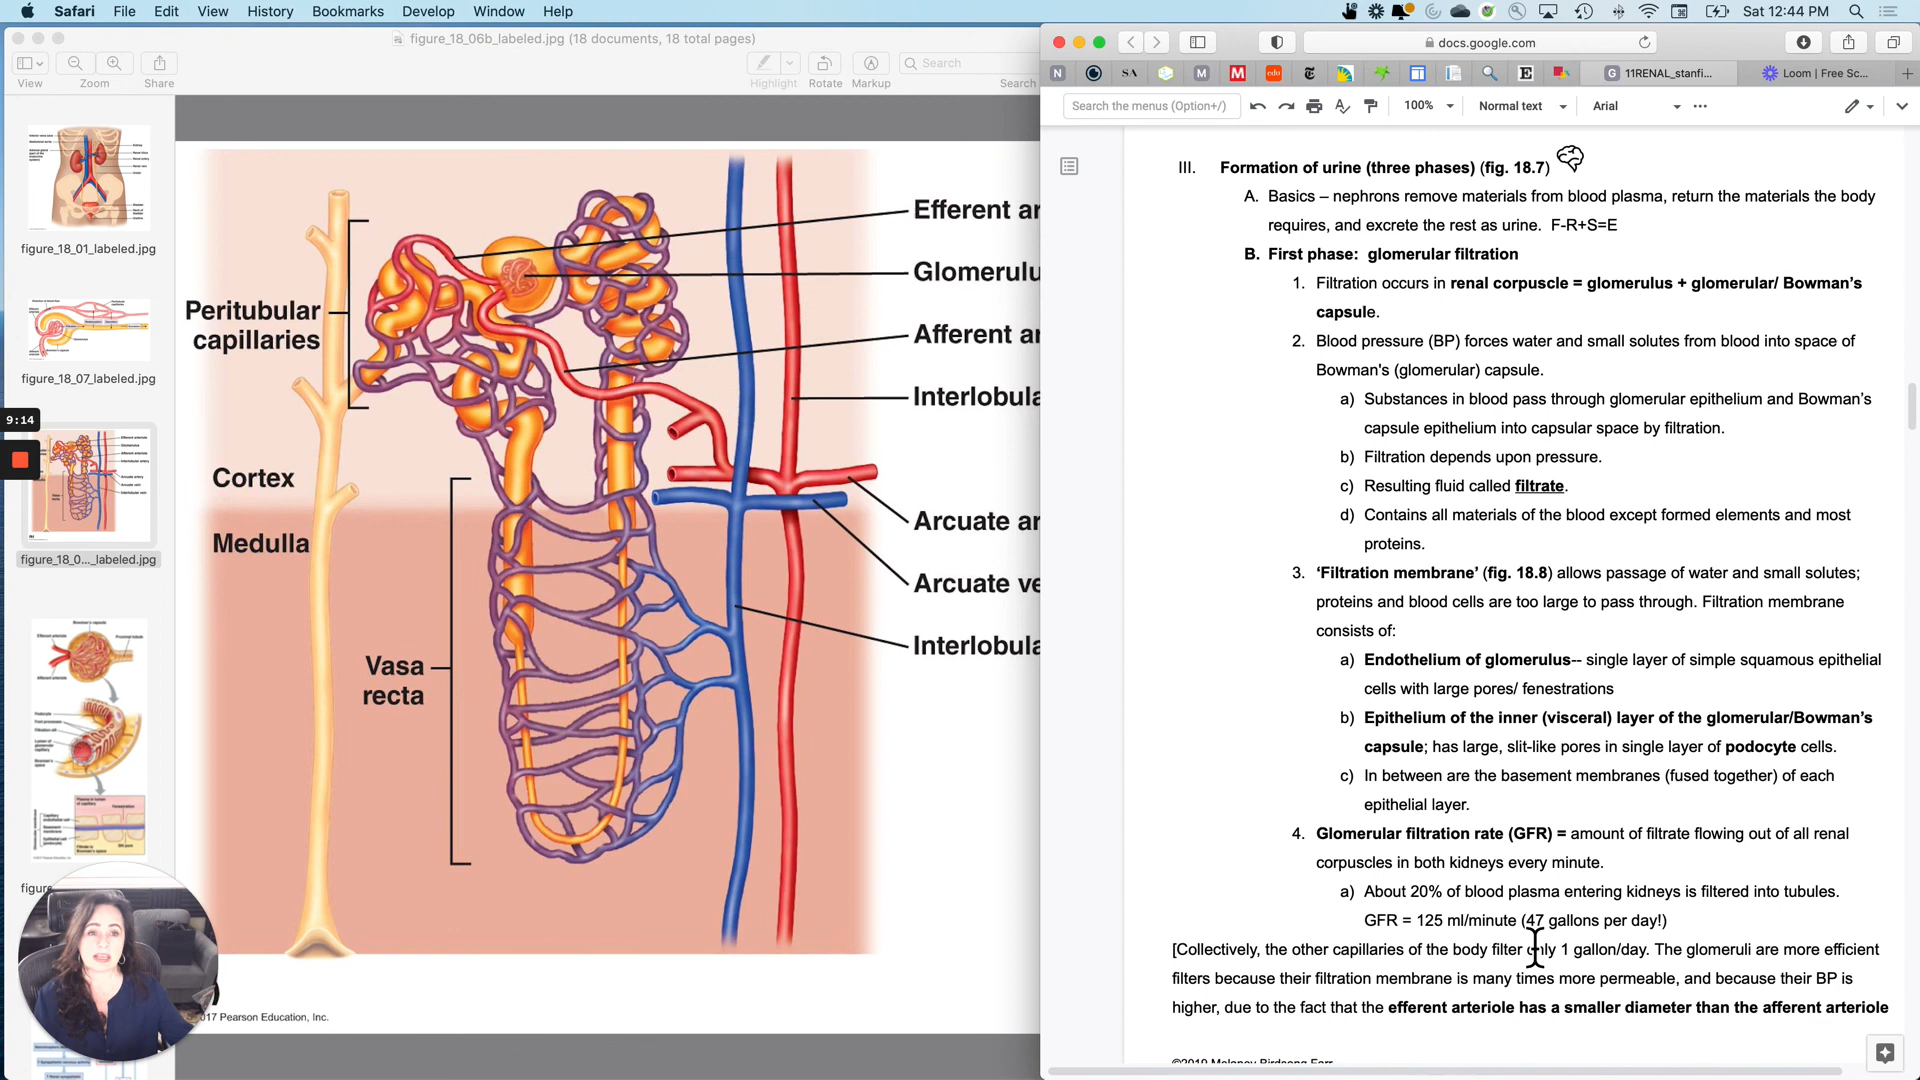 Safari File Edit View History Bookmarks Develop Window Help
Sat 12:44 PM
figure_18_06b_labeled.jpg (18 documents, 18 total pages)
View Zoom Share
Highlight Rotate Markup
Search
Search
figure_18_01_labeled.jpg
figure_18_07_labeled.jpg
9:14
figure_18_0..._labeled.jpg
figure
Peritubular
capillaries
Efferent ar
Glomerulu
Afferent ar
Interlobula
Cortex
Medulla
Arcuate ar
Arcuate ve
Interlobula
Vasa
recta
017 Pearson Education, Inc.
docs.google.com
11RENAL_stanfi...
Loom | Free Sc...
Search the menus (Option+/)
100%
Normal text
Arial
III. Formation of urine (three phases) (fig. 18.7)
A. Basics – nephrons remove materials from blood plasma, return the materials the body
requires, and excrete the rest as urine. F-R+S=E
B. First phase: glomerular filtration
1. Filtration occurs in renal corpuscle = glomerulus + glomerular/ Bowman's
capsule.
2. Blood pressure (BP) forces water and small solutes from blood into space of
Bowman's (glomerular) capsule.
a) Substances in blood pass through glomerular epithelium and Bowman's
capsule epithelium into capsular space by filtration.
b) Filtration depends upon pressure.
c) Resulting fluid called filtrate.
d) Contains all materials of the blood except formed elements and most
proteins.
3. ‘Filtration membrane’ (fig. 18.8) allows passage of water and small solutes;
proteins and blood cells are too large to pass through. Filtration membrane
consists of:
a) Endothelium of glomerulus-- single layer of simple squamous epithelial
cells with large pores/ fenestrations
b) Epithelium of the inner (visceral) layer of the glomerular/Bowman’s
capsule; has large, slit-like pores in single layer of podocyte cells.
c) In between are the basement membranes (fused together) of each
epithelial layer.
4. Glomerular filtration rate (GFR) = amount of filtrate flowing out of all renal
corpuscles in both kidneys every minute.
a) About 20% of blood plasma entering kidneys is filtered into tubules.
GFR = 125 ml/minute (47 gallons per day!)
[Collectively, the other capillaries of the body filter only 1 gallon/day. The glomeruli are more efficient
filters because their filtration membrane is many times more permeable, and because their BP is
higher, due to the fact that the efferent arteriole has a smaller diameter than the afferent arteriole